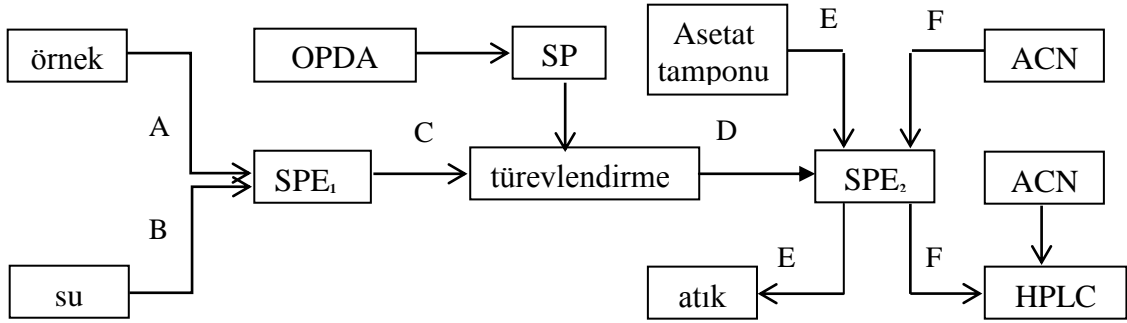 örnek
OPDA
SP
Asetat
tamponu
E
F
ACN
A
C
D
SPE₁
türevlendirme
SPE₂
ACN
B
E
F
su
atık
HPLC